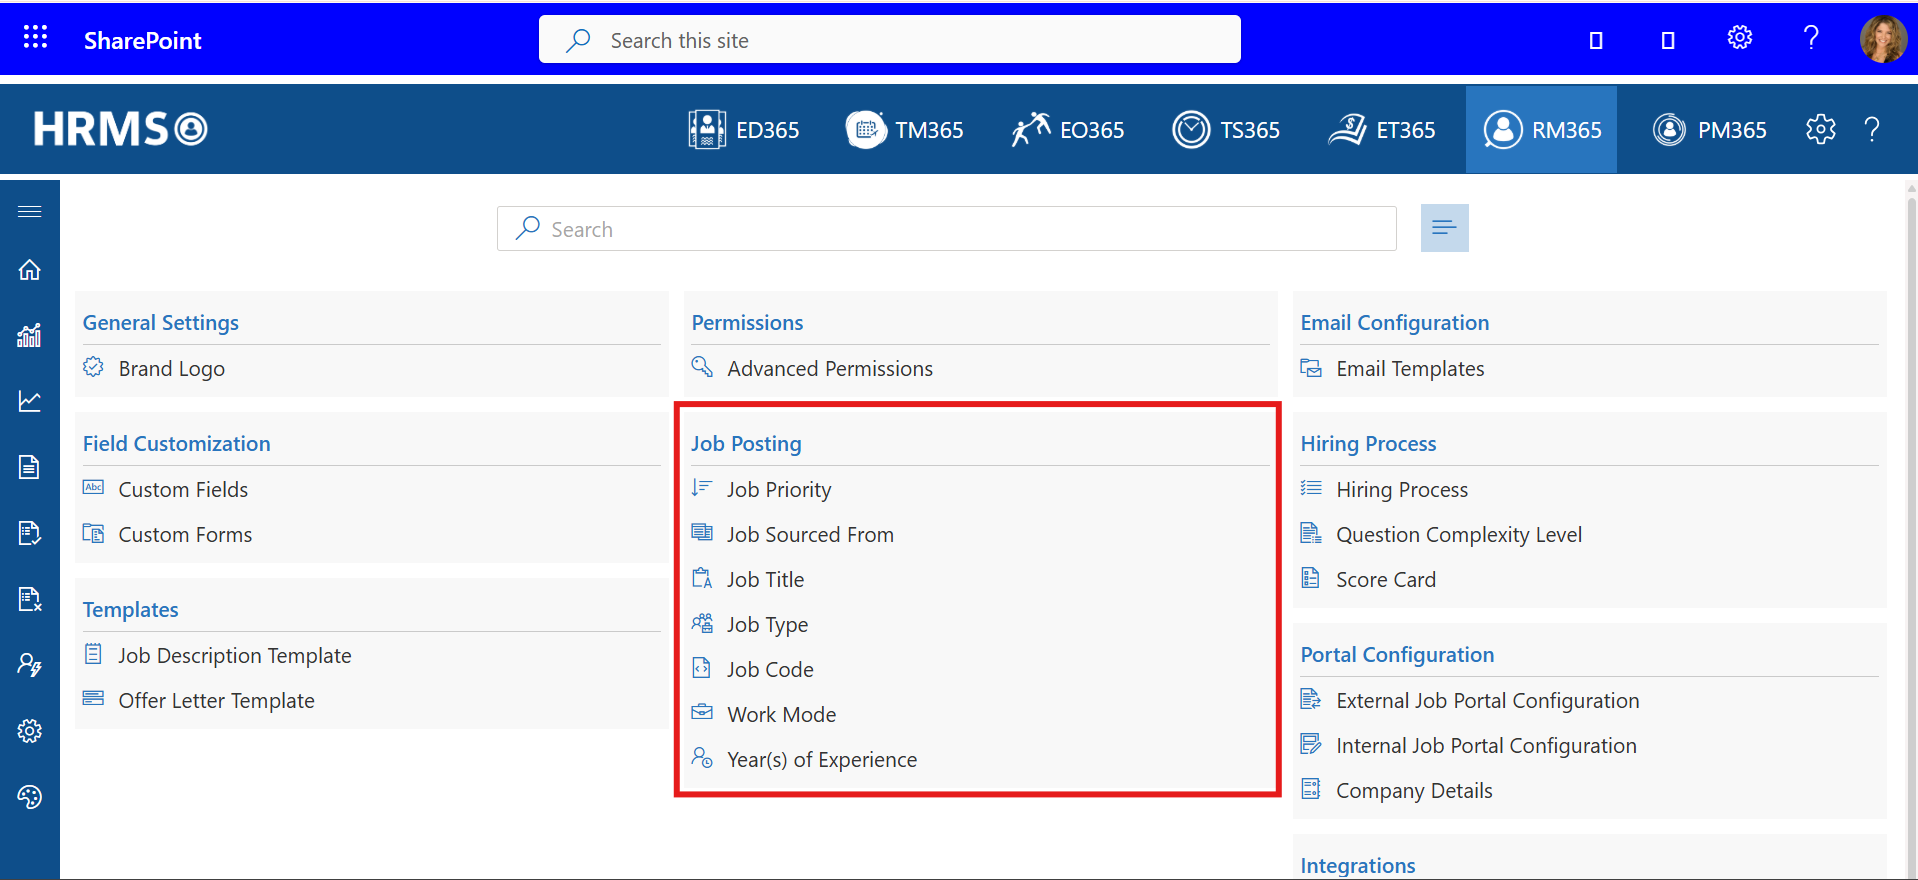 SharePoint
Search this site
?
HRMS
ED365
TM365
EO365
TS365
ET365
RM365
PM365
?
Search
General Settings
Brand Logo
Field Customization
Abc Custom Fields
Custom Forms
Templates
Job Description Template
Offer Letter Template
Permissions
Advanced Permissions
Job Posting
Job Priority
Job Sourced From
Job Title
Job Type
Job Code
Work Mode
Year(s) of Experience
Email Configuration
Email Templates
Hiring Process
Hiring Process
Question Complexity Level
Score Card
Portal Configuration
External Job Portal Configuration
Internal Job Portal Configuration
Company Details
Integrations